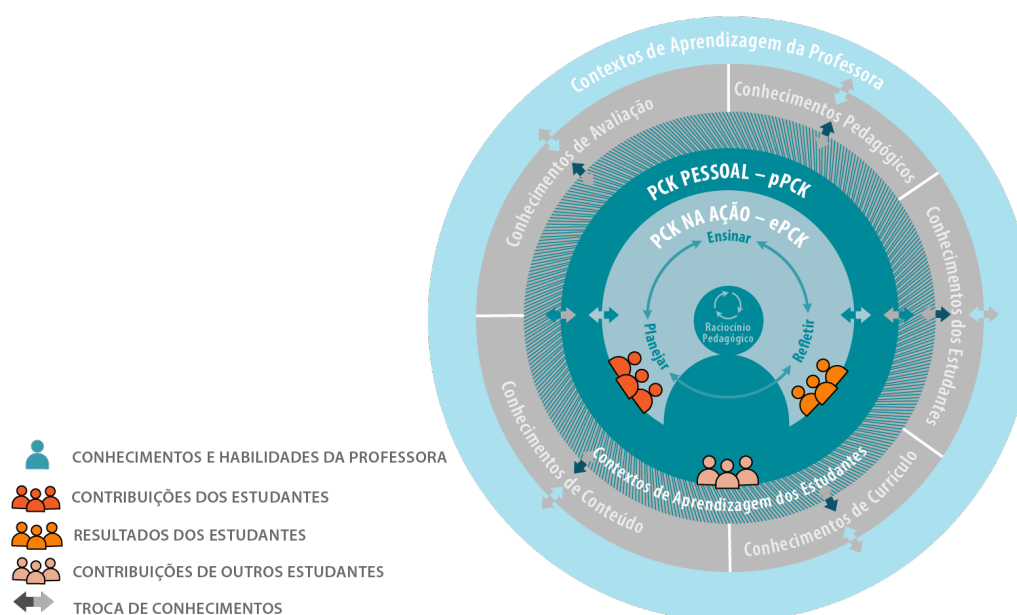 Contextos de Aprendizagem da Professora
Conhecimentos de Avaliação
Conhecimentos Pedagógicos
Conhecimentos dos Estudantes
Conhecimentos de Currículo
Conhecimentos de Conteúdo
Contextos de Aprendizagem dos Estudantes
PCK PESSOAL – pPCK
PCK NA AÇÃO – ePCK
Ensinar
Refletir
Planejar
Raciocínio
Pedagógico
CONHECIMENTOS E HABILIDADES DA PROFESSORA
CONTRIBUIÇÕES DOS ESTUDANTES
RESULTADOS DOS ESTUDANTES
CONTRIBUIÇÕES DE OUTROS ESTUDANTES
TROCA DE CONHECIMENTOS